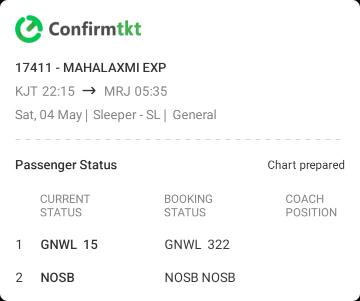 Confirmtkt
17411 - MAHALAXMI EXP
KJT 22:15 → MRJ 05:35
Sat, 04 May | Sleeper - SL | General
Passenger Status Chart prepared
CURRENT STATUS BOOKING STATUS COACH POSITION
1 GNWL 15 GNWL 322
2 NOSB NOSB NOSB